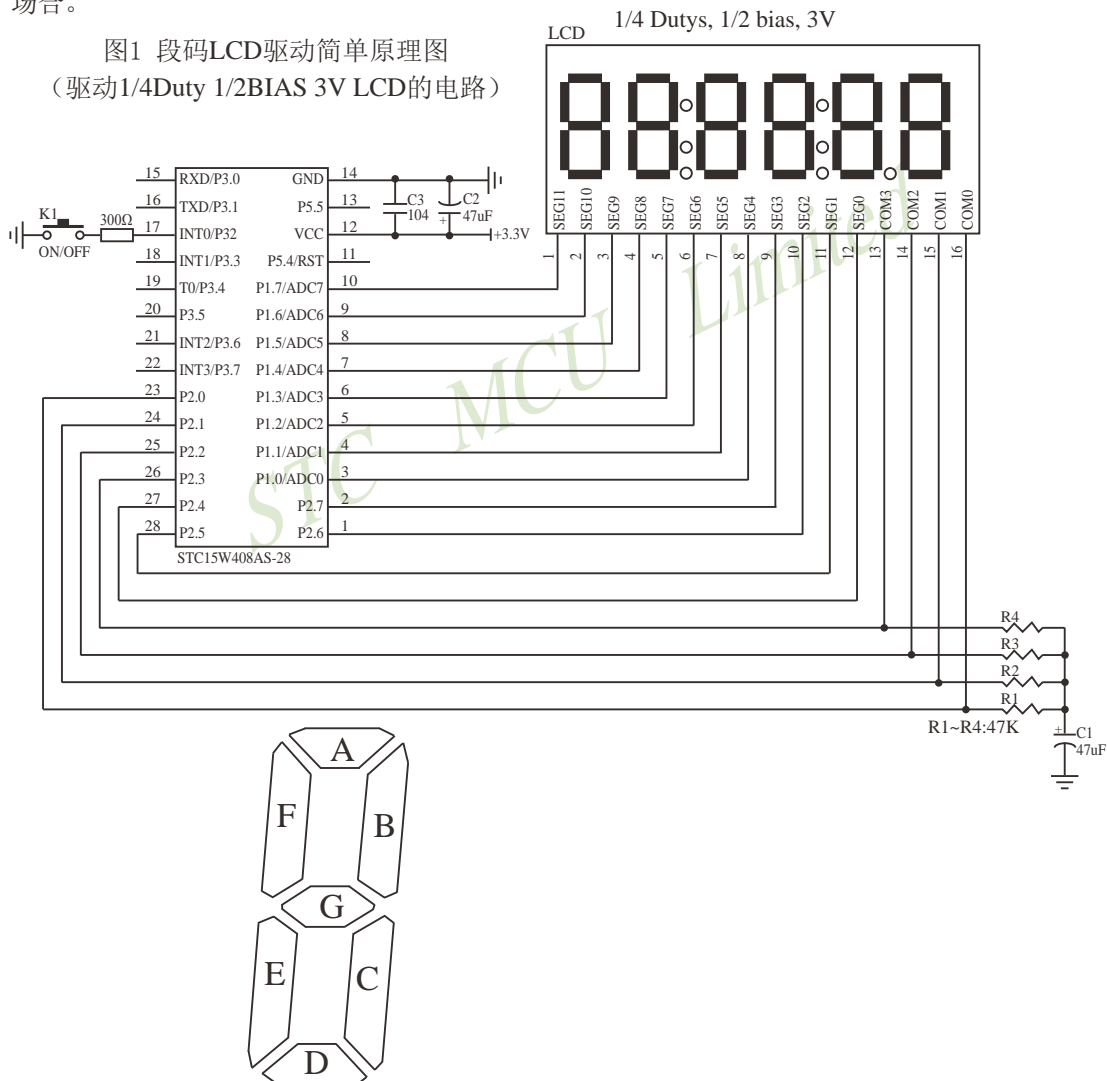 场合。
1/4 Dutys, 1/2 bias, 3V
图1 段码LCD驱动简单原理图
（驱动1/4Duty 1/2BIAS 3V LCD的电路）
LCD
SEG11
SEG10
SEG9
SEG8
SEG7
SEG6
SEG5
SEG4
SEG3
SEG2
SEG1
SEG0
COM3
COM2
COM1
COM0
1
2
3
4
5
6
7
8
9
10
11
12
13
14
15
16
15 RXD/P3.0 GND 14
16 TXD/P3.1 P5.5 13
17 INT0/P32 VCC 12
18 INT1/P3.3 P5.4/RST 11
19 T0/P3.4 P1.7/ADC7 10
20 P3.5 P1.6/ADC6 9
21 INT2/P3.6 P1.5/ADC5 8
22 INT3/P3.7 P1.4/ADC4 7
23 P2.0 P1.3/ADC3 6
24 P2.1 P1.2/ADC2 5
25 P2.2 P1.1/ADC1 4
26 P2.3 P1.0/ADC0 3
27 P2.4 P2.7 2
28 P2.5 P2.6 1
STC15W408AS-28
K1
ON/OFF
300Ω
C3
104
C2
+
47uF
+3.3V
STC MCU Limited
R4
R3
R2
R1
R1~R4:47K
+
C1
47uF
A
F
B
G
E
C
D